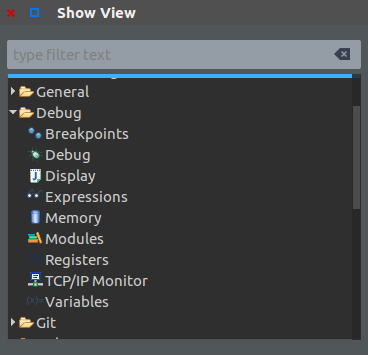 Show View
type filter text
General
Debug
Breakpoints
Debug
Display
Expressions
Memory
Modules
Registers
TCP/IP Monitor
(x)= Variables
Git